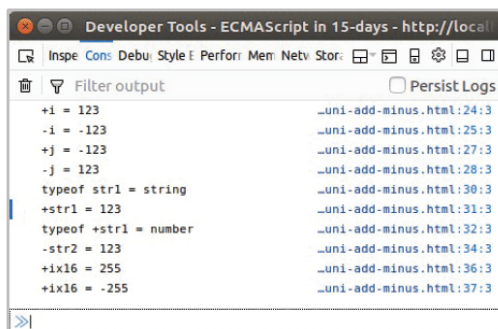 Developer Tools - ECMAScript in 15-days - http://local
Inspe Cons Debu Style E Perfor Mem Netw Stor
Filter output Persist Logs
+i = 123 …uni-add-minus.html:24:3
-i = -123 …uni-add-minus.html:25:3
+j = -123 …uni-add-minus.html:27:3
-j = 123 …uni-add-minus.html:28:3
typeof str1 = string …uni-add-minus.html:30:3
+str1 = 123 …uni-add-minus.html:31:3
typeof +str1 = number …uni-add-minus.html:32:3
-str2 = 123 …uni-add-minus.html:34:3
+ix16 = 255 …uni-add-minus.html:36:3
+ix16 = -255 …uni-add-minus.html:37:3
≫